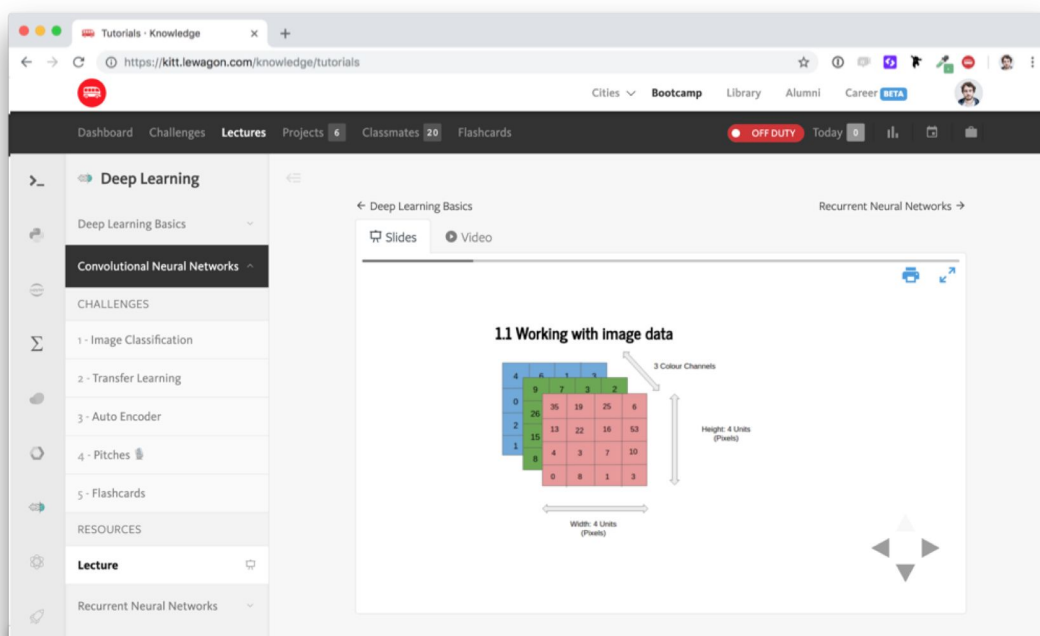 Tutorials · Knowledge
https://kitt.lewagon.com/knowledge/tutorials
Cities Bootcamp Library Alumni Career BETA
Dashboard Challenges Lectures Projects 6 Classmates 20 Flashcards OFF DUTY Today 0
Deep Learning
Deep Learning Basics
Convolutional Neural Networks
CHALLENGES
1 - Image Classification
2 - Transfer Learning
3 - Auto Encoder
4 - Pitches
5 - Flashcards
RESOURCES
Lecture
Recurrent Neural Networks
← Deep Learning Basics
Recurrent Neural Networks →
Slides Video
1.1 Working with image data
3 Colour Channels
4 6 1 3
0
2
1
9 7 3 2
26
15
8
35 19 25 6
13 22 16 53
4 3 7 10
0 8 1 3
Height: 4 Units
(Pixels)
Width: 4 Units
(Pixels)